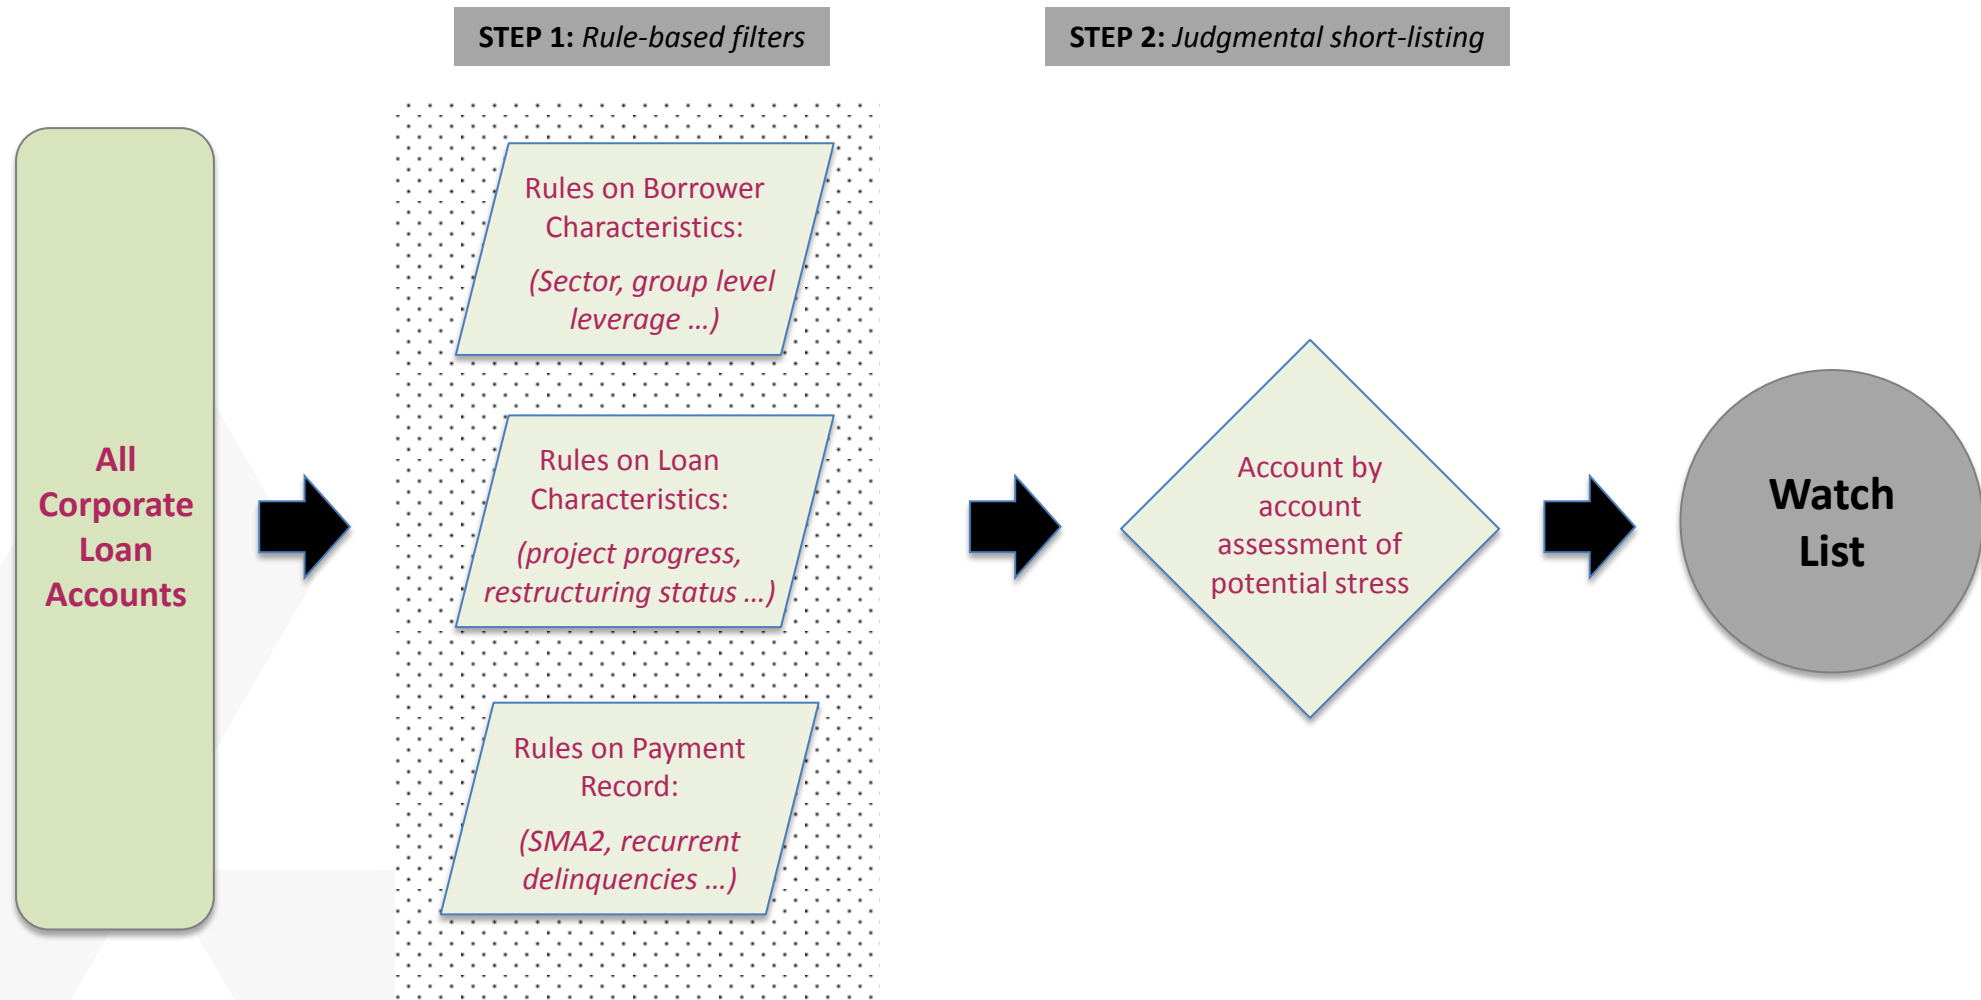 STEP 1: Rule-based filters
STEP 2: Judgmental short-listing
All
Corporate
Loan
Accounts
Rules on Borrower
Characteristics:
(Sector, group level
leverage …)
Rules on Loan
Characteristics:
(project progress,
restructuring status …)
Rules on Payment
Record:
(SMA2, recurrent
delinquencies …)
Account by
account
assessment of
potential stress
Watch
List